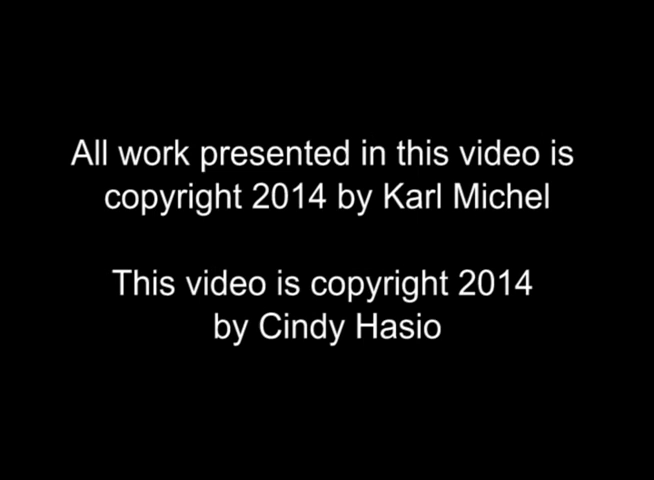 All work presented in this video is
copyright 2014 by Karl Michel
This video is copyright 2014
by Cindy Hasio